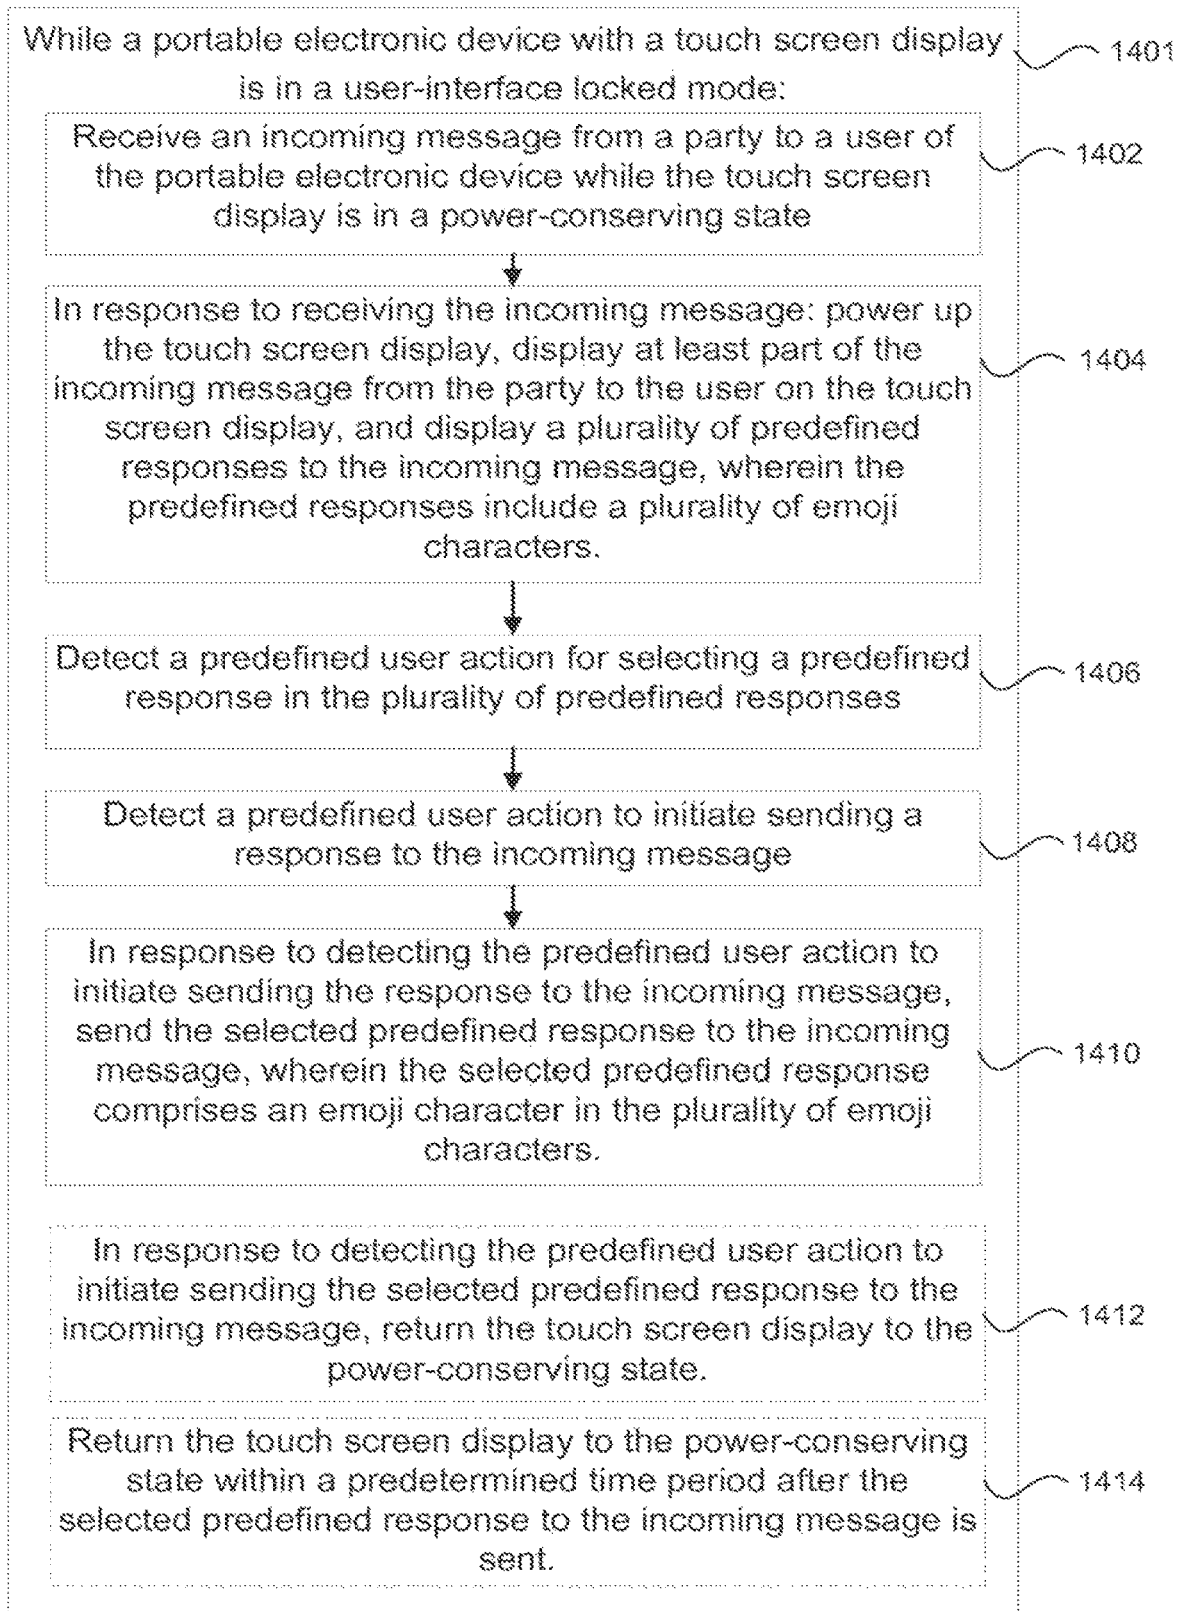 While a portable electronic device with a touch screen display
1401
is in a user-interface locked mode:
Receive an incoming message from a party to a user of
1402
the portable electronic device while the touch screen
display is in a power-conserving state
In response to receiving the incoming message: power up
the touch screen display, display at least part of the
1404
incoming message from the party to the user on the touch
screen display, and display a plurality of predefined
responses to the incoming message, wherein the
predefined responses include a plurality of emoji
characters.
Detect a predefined user action for selecting a predefined
1406
response in the plurality of predefined responses
Detect a predefined user action to initiate sending a
1408
response to the incoming message
In response to detecting the predefined user action to
initiate sending the response to the incoming message,
send the selected predefined response to the incoming
1410
message, wherein the selected predefined response
comprises an emoji character in the plurality of emoji
characters.
In response to detecting the predefined user action to
initiate sending the selected predefined response to the
1412
incoming message, return the touch screen display to the
power-conserving state.
Return the touch screen display to the power-conserving
state within a predetermined time period after the
1414
selected predefined response to the incoming message is
sent.